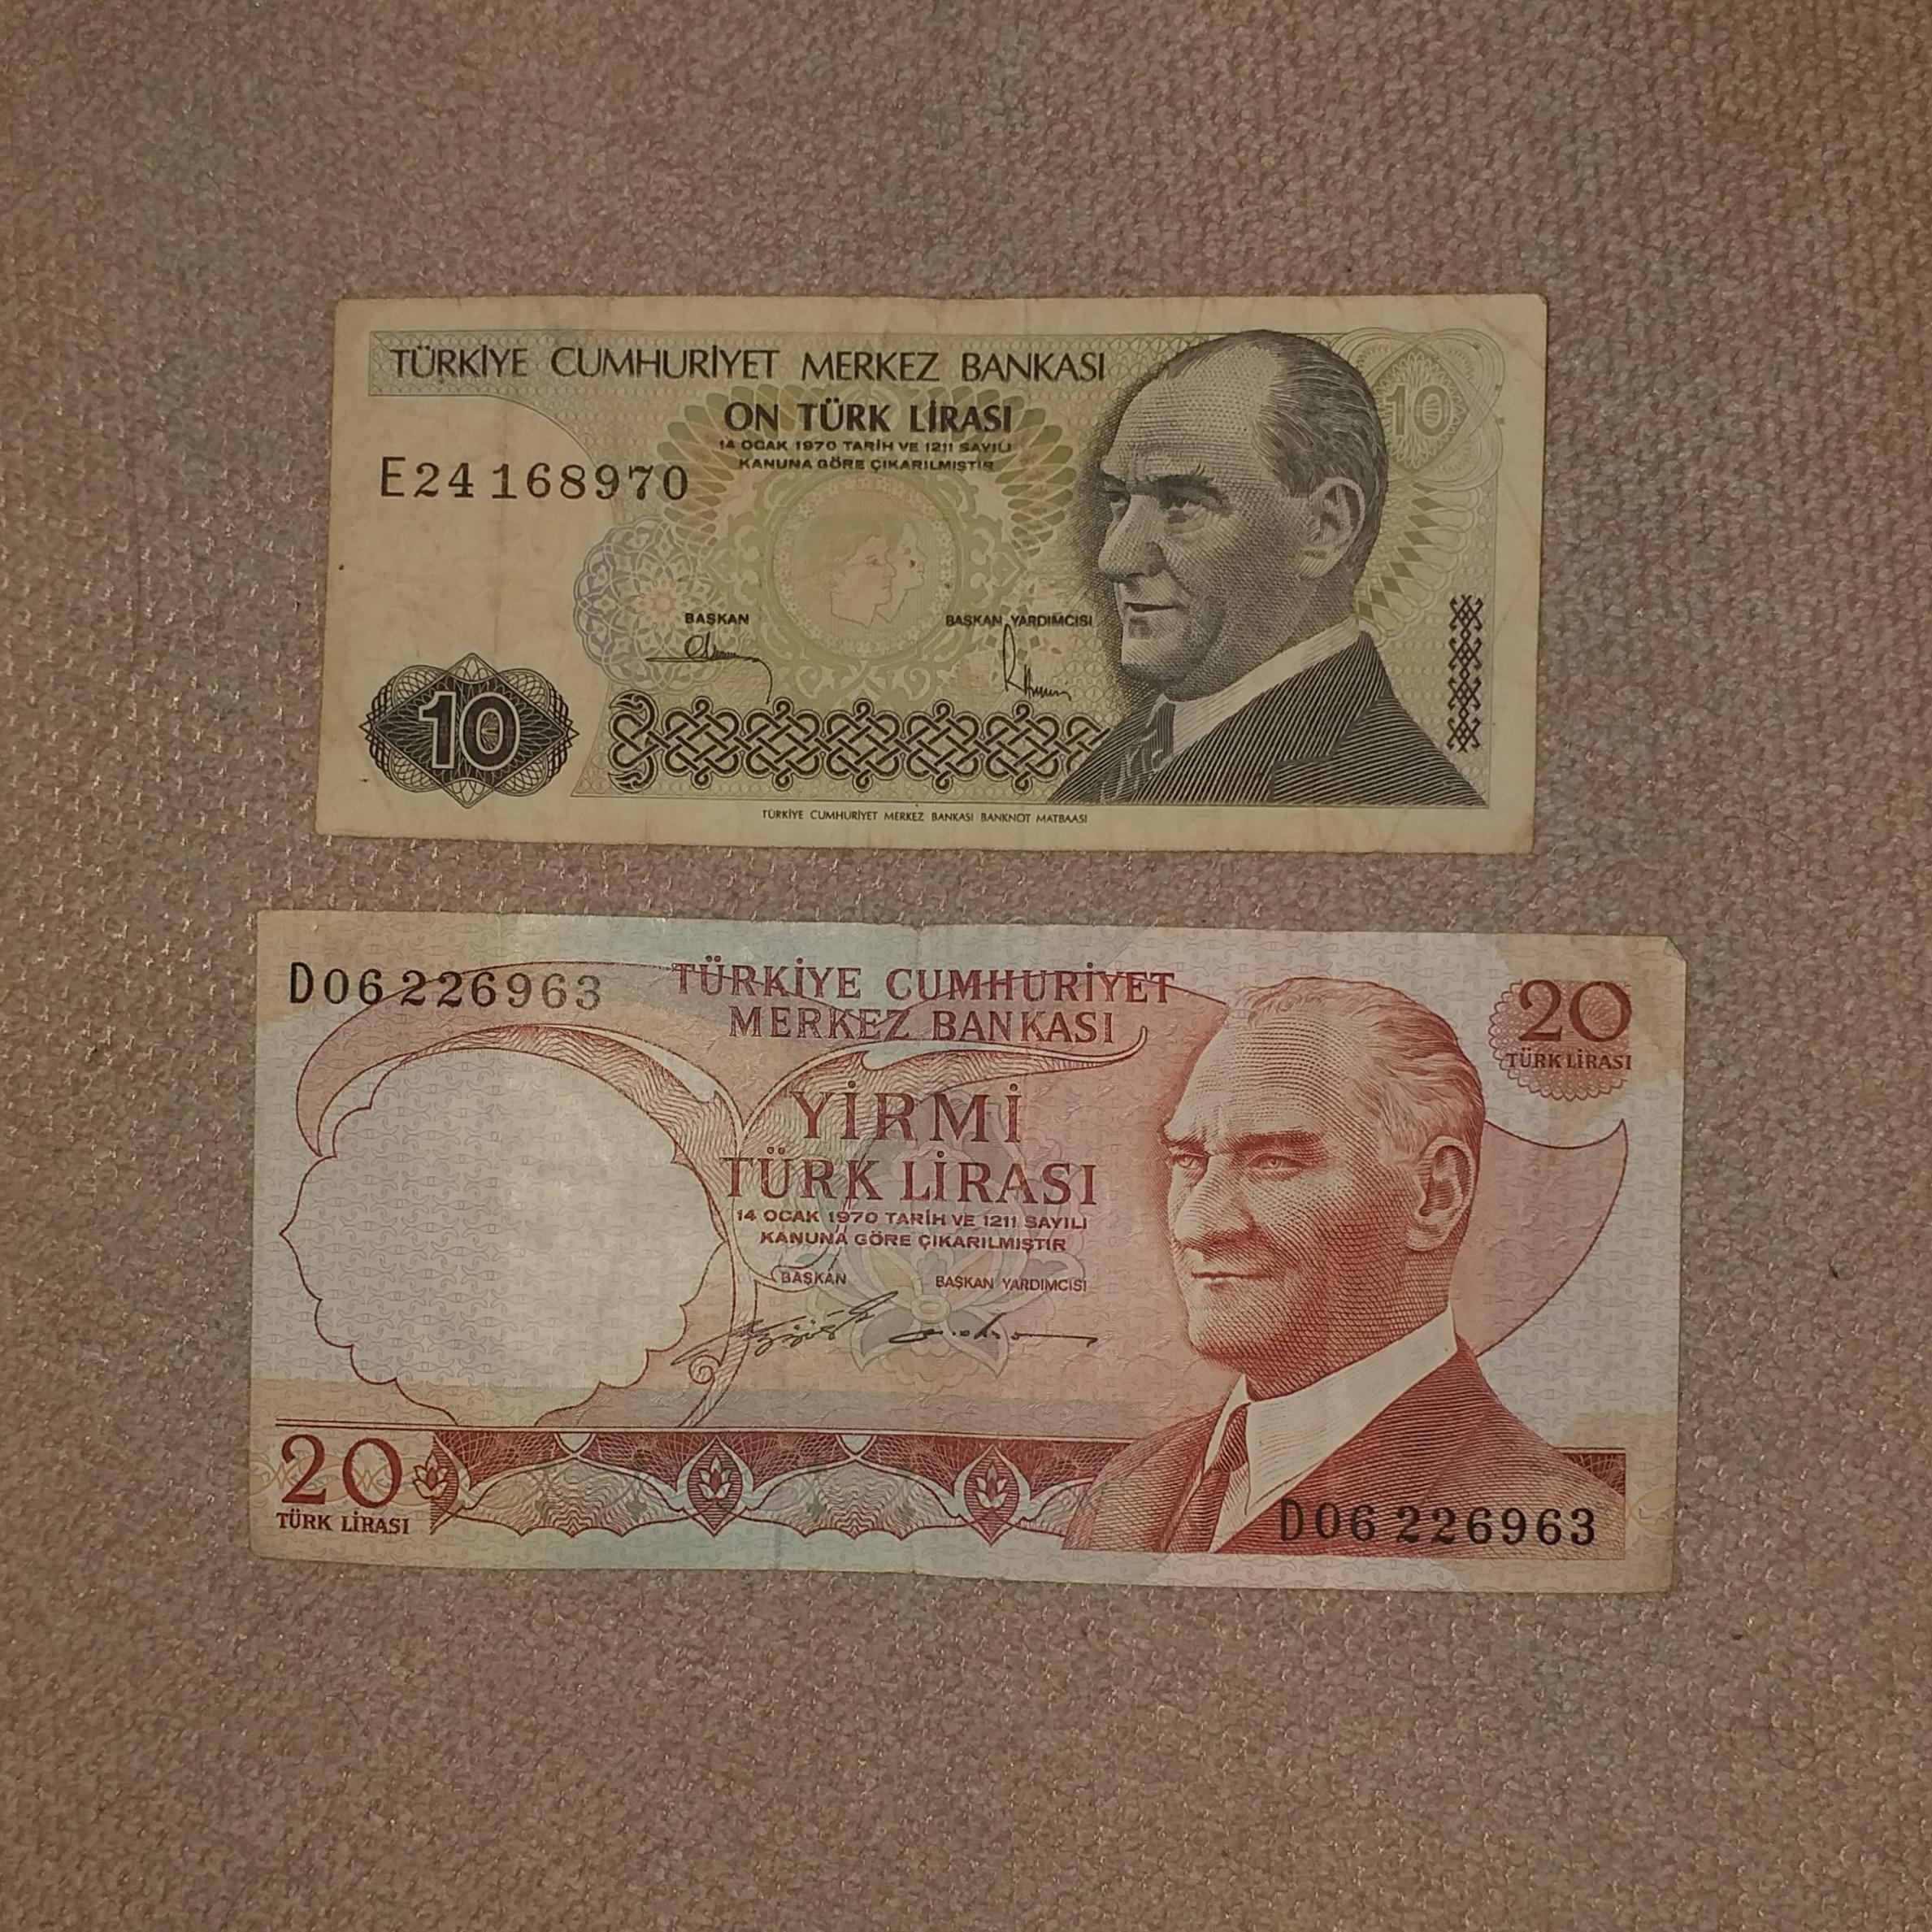 TÜRKİYE CUMHURİYET MERKEZ BANKASI
ON TÜRK LİRASI
14 OCAK 1970 TARİH VE 1211 SAYILI
KANUNA GÖRE ÇIKARILMIŞTIR
10
E24 168970
BAŞKAN
BAŞKAN YARDIMCISI
10
TÜRKİYE CUMHURİYET MERKEZ BANKASI BANKNOT MATBAASI
D06 226963
TÜRKİYE CUMHURİYET
MERKEZ BANKASI
20
TÜRK LİRASI
YİRMİ
TÜRK LİRASI
14 OCAK 1970 TARİH VE 1211 SAYILI
KANUNA GÖRE ÇIKARILMIŞTIR
BAŞKAN
BAŞKAN YARDIMCISI
20
TÜRK LİRASI
D06 226963